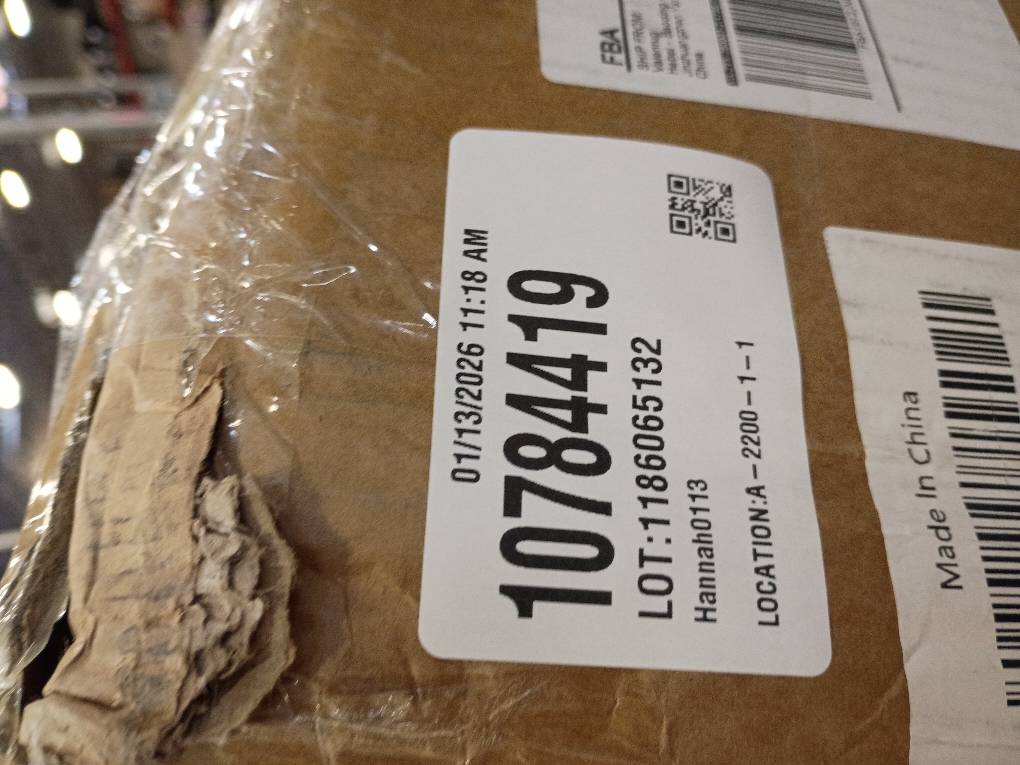 FBA
SHIP FROM:
China
01/13/2026 11:18 AM
10784419
LOT:1186065132
Hannah0113
LOCATION:A-2200-1-1
Made In China